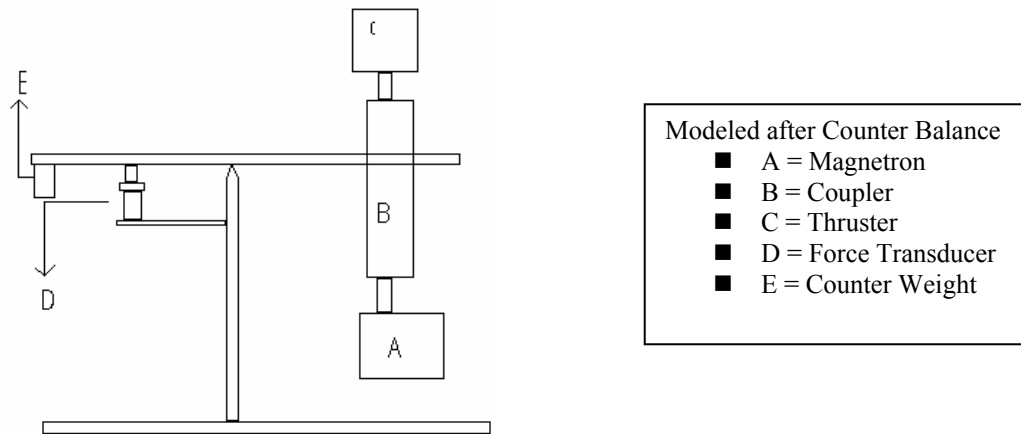 C
E
B
D
A
Modeled after Counter Balance
■ A = Magnetron
■ B = Coupler
■ C = Thruster
■ D = Force Transducer
■ E = Counter Weight